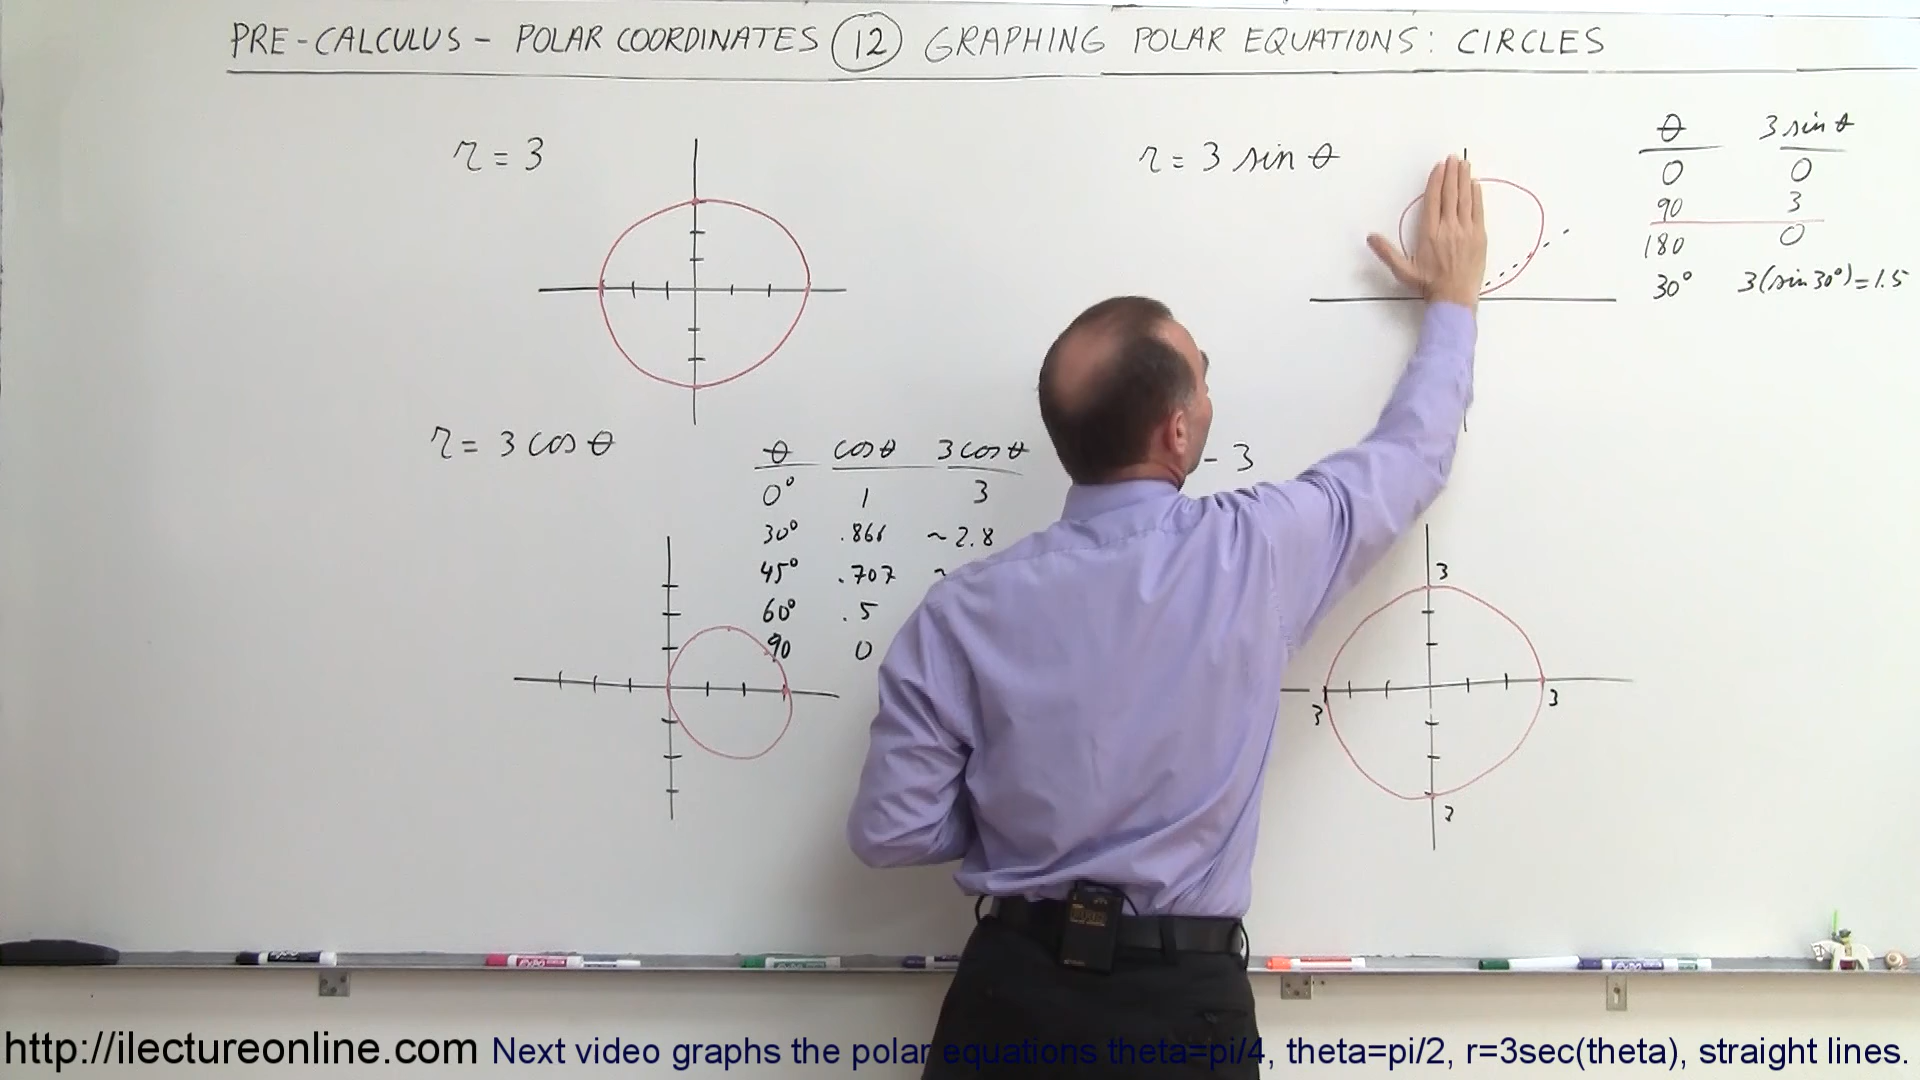 PRE-CALCULUS - POLAR COORDINATES 12 GRAPHING POLAR EQUATIONS: CIRCLES
r = 3
r = 3 sin θ
θ 3 sin θ
0 0
90 3
180 0
30° 3(sin 30°) = 1.5
r = 3 cos θ
θ cos θ 3 cos θ
0° 1 3
30° .866 ~2.8
45° .707 ~
60° .5
90 0
- 3
3
3
3
3
http://ilectureonline.com Next video graphs the polar equations theta=pi/4, theta=pi/2, r=3sec(theta), straight lines.